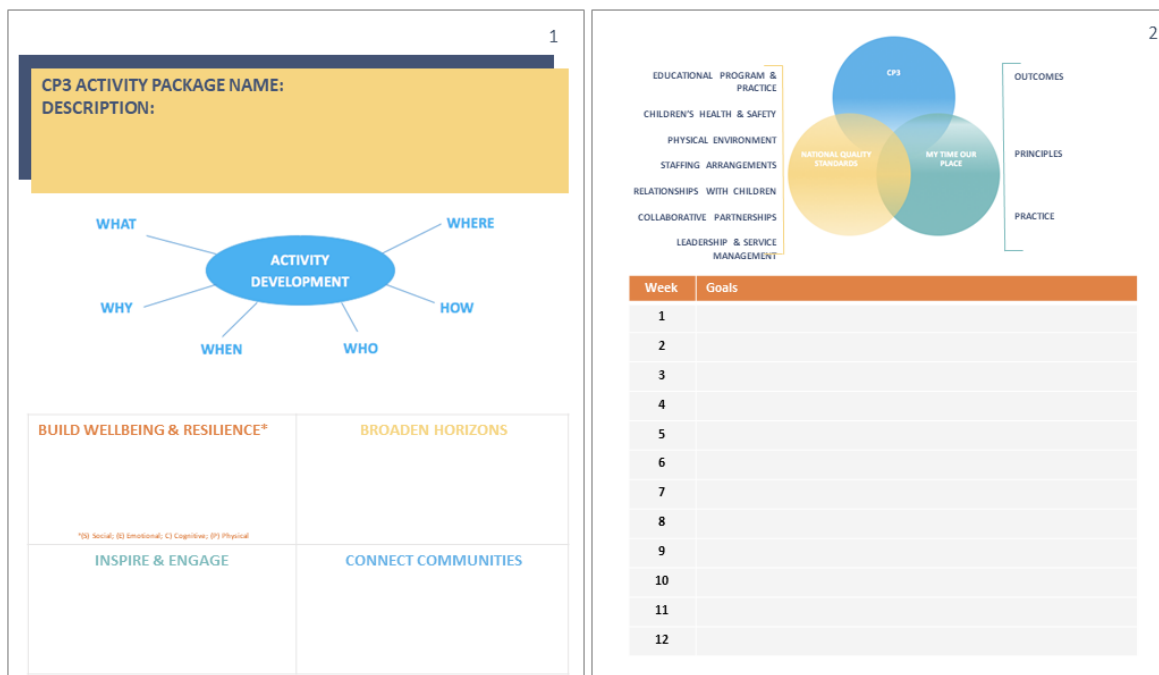 1
CP3 ACTIVITY PACKAGE NAME:
DESCRIPTION:
WHAT
WHERE
ACTIVITY
DEVELOPMENT
WHY
HOW
WHEN
WHO
BUILD WELLBEING & RESILIENCE*
*(S) Social; (E) Emotional; C) Cognitive; (P) Physical
BROADEN HORIZONS
INSPIRE & ENGAGE
CONNECT COMMUNITIES
2
EDUCATIONAL PROGRAM &
PRACTICE
CHILDREN'S HEALTH & SAFETY
PHYSICAL ENVIRONMENT
STAFFING ARRANGEMENTS
RELATIONSHIPS WITH CHILDREN
COLLABORATIVE PARTNERSHIPS
LEADERSHIP & SERVICE
MANAGEMENT
CP3
NATIONAL QUALITY
STANDARDS
MY TIME OUR
PLACE
OUTCOMES
PRINCIPLES
PRACTICE
Week Goals
1
2
3
4
5
6
7
8
9
10
11
12